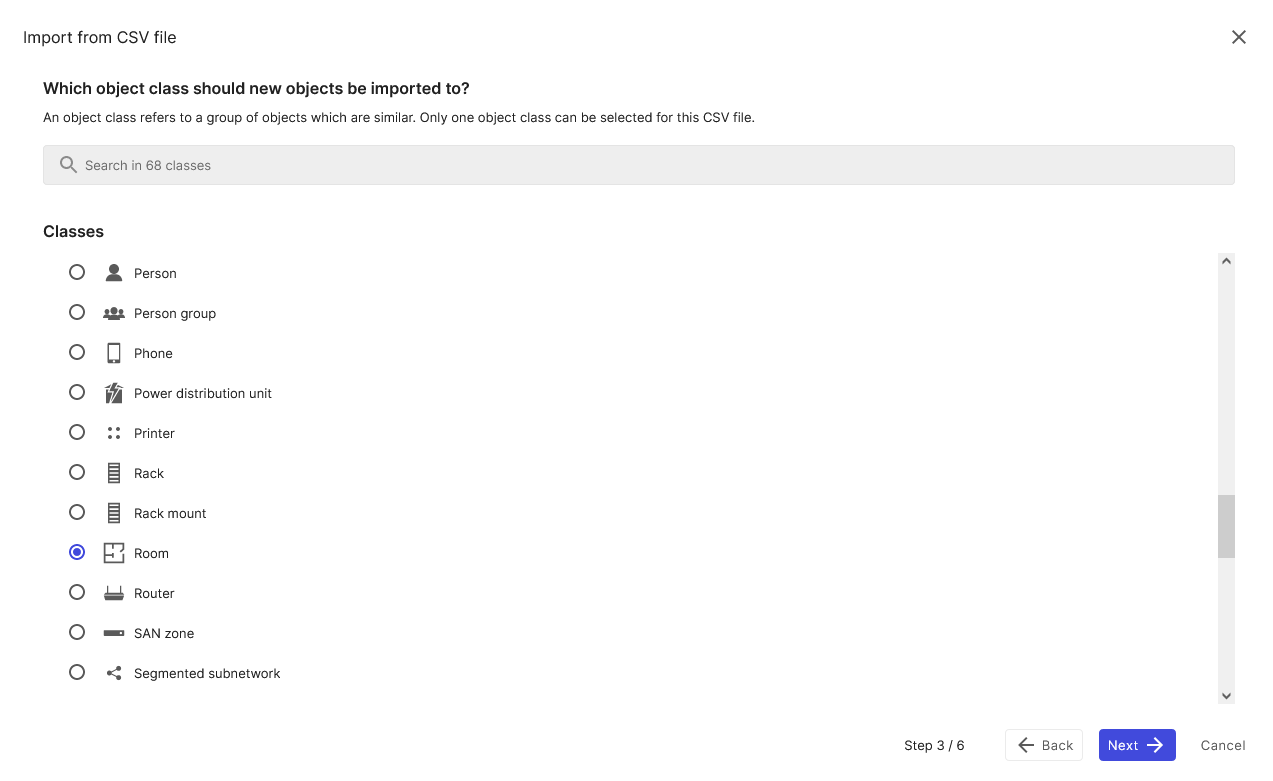 Import from CSV file
Which object class should new objects be imported to?
An object class refers to a group of objects which are similar. Only one object class can be selected for this CSV file.
Search in 68 classes
Classes
Person
Person group
Phone
Power distribution unit
Printer
Rack
Rack mount
Room
Router
SAN zone
Segmented subnetwork
Step 3 / 6
Back
Next
Cancel